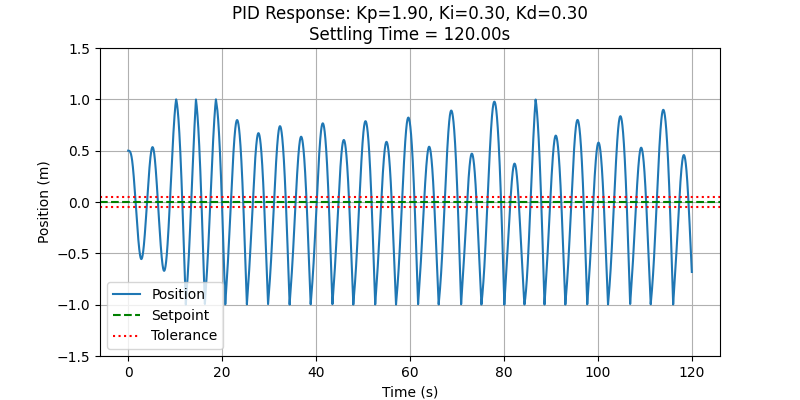 PID Response: Kp=1.90, Ki=0.30, Kd=0.30
Settling Time = 120.00s
1.5
1.0
0.5
0.0
−0.5
−1.0
−1.5
Position (m)
Position
Setpoint
Tolerance
0 20 40 60 80 100 120
Time (s)